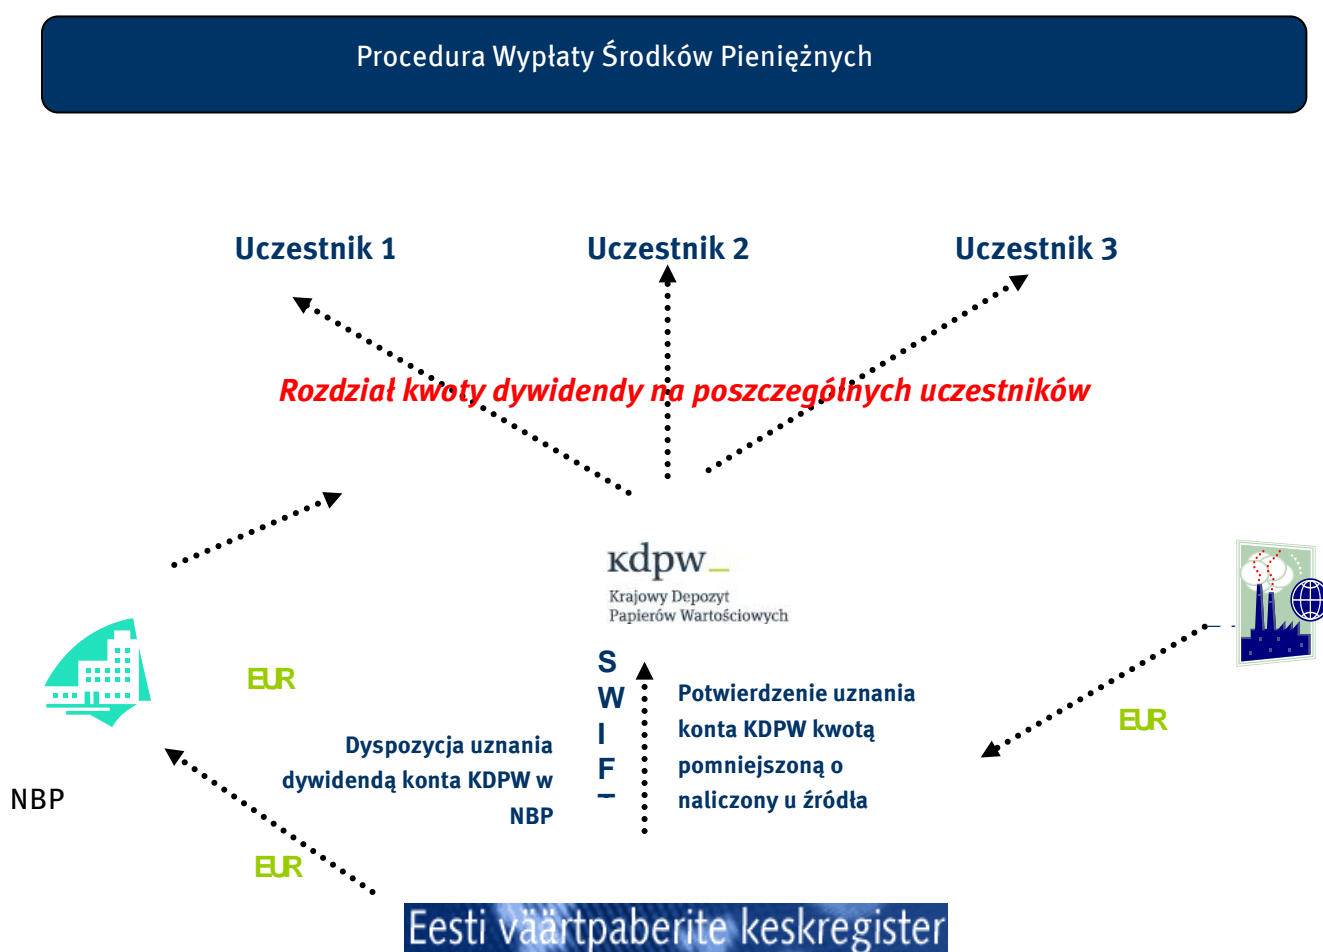 Procedura Wypłaty Środków Pieniężnych
Uczestnik 1
Uczestnik 2
Uczestnik 3
Rozdział kwoty dywidendy na poszczególnych uczestników
kdpw_
Krajowy Depozyt
Papierów Wartościowych
EUR
S
W
I
F
Dyspozycja uznania
dywidendą konta KDPW w
NBP
Potwierdzenie uznania
konta KDPW kwotą
pomniejszoną o
naliczony u źródła
EUR
NBP
EUR
Eesti väärtpaberite keskregister